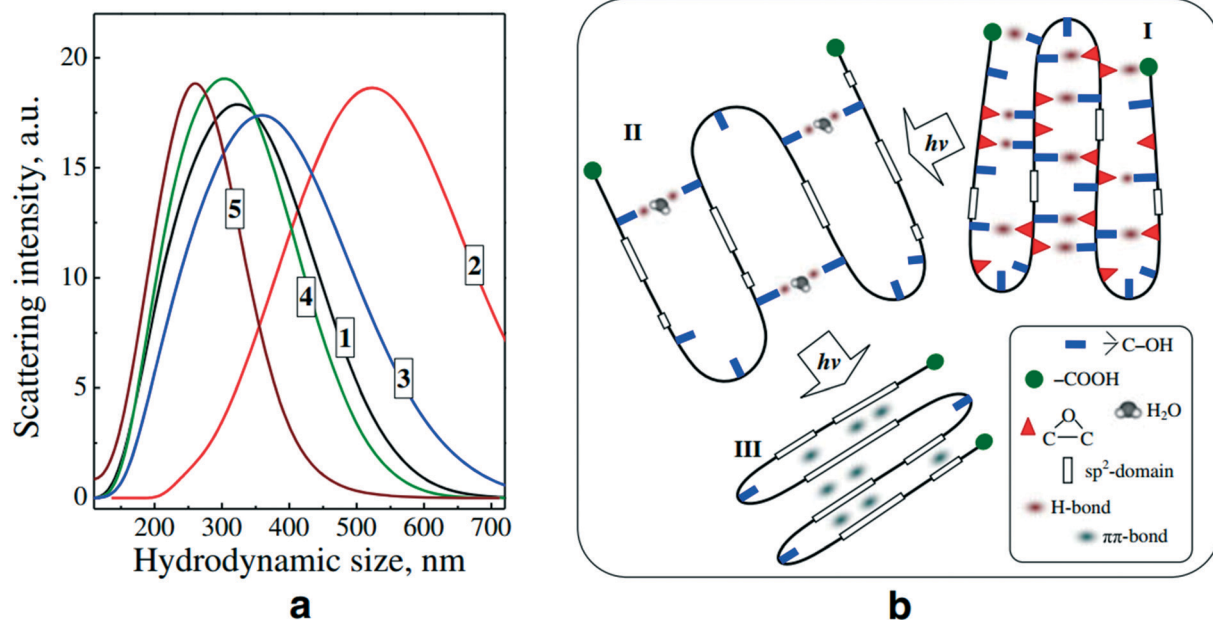 Scattering intensity, a.u.
20
15
10
5
0
200 300 400 500 600 700
Hydrodynamic size, nm
5
4
1
3
2
a
I
II
hν
hν
III
C–OH
–COOH
H₂O
O
C–C
sp²-domain
H-bond
ππ-bond
b